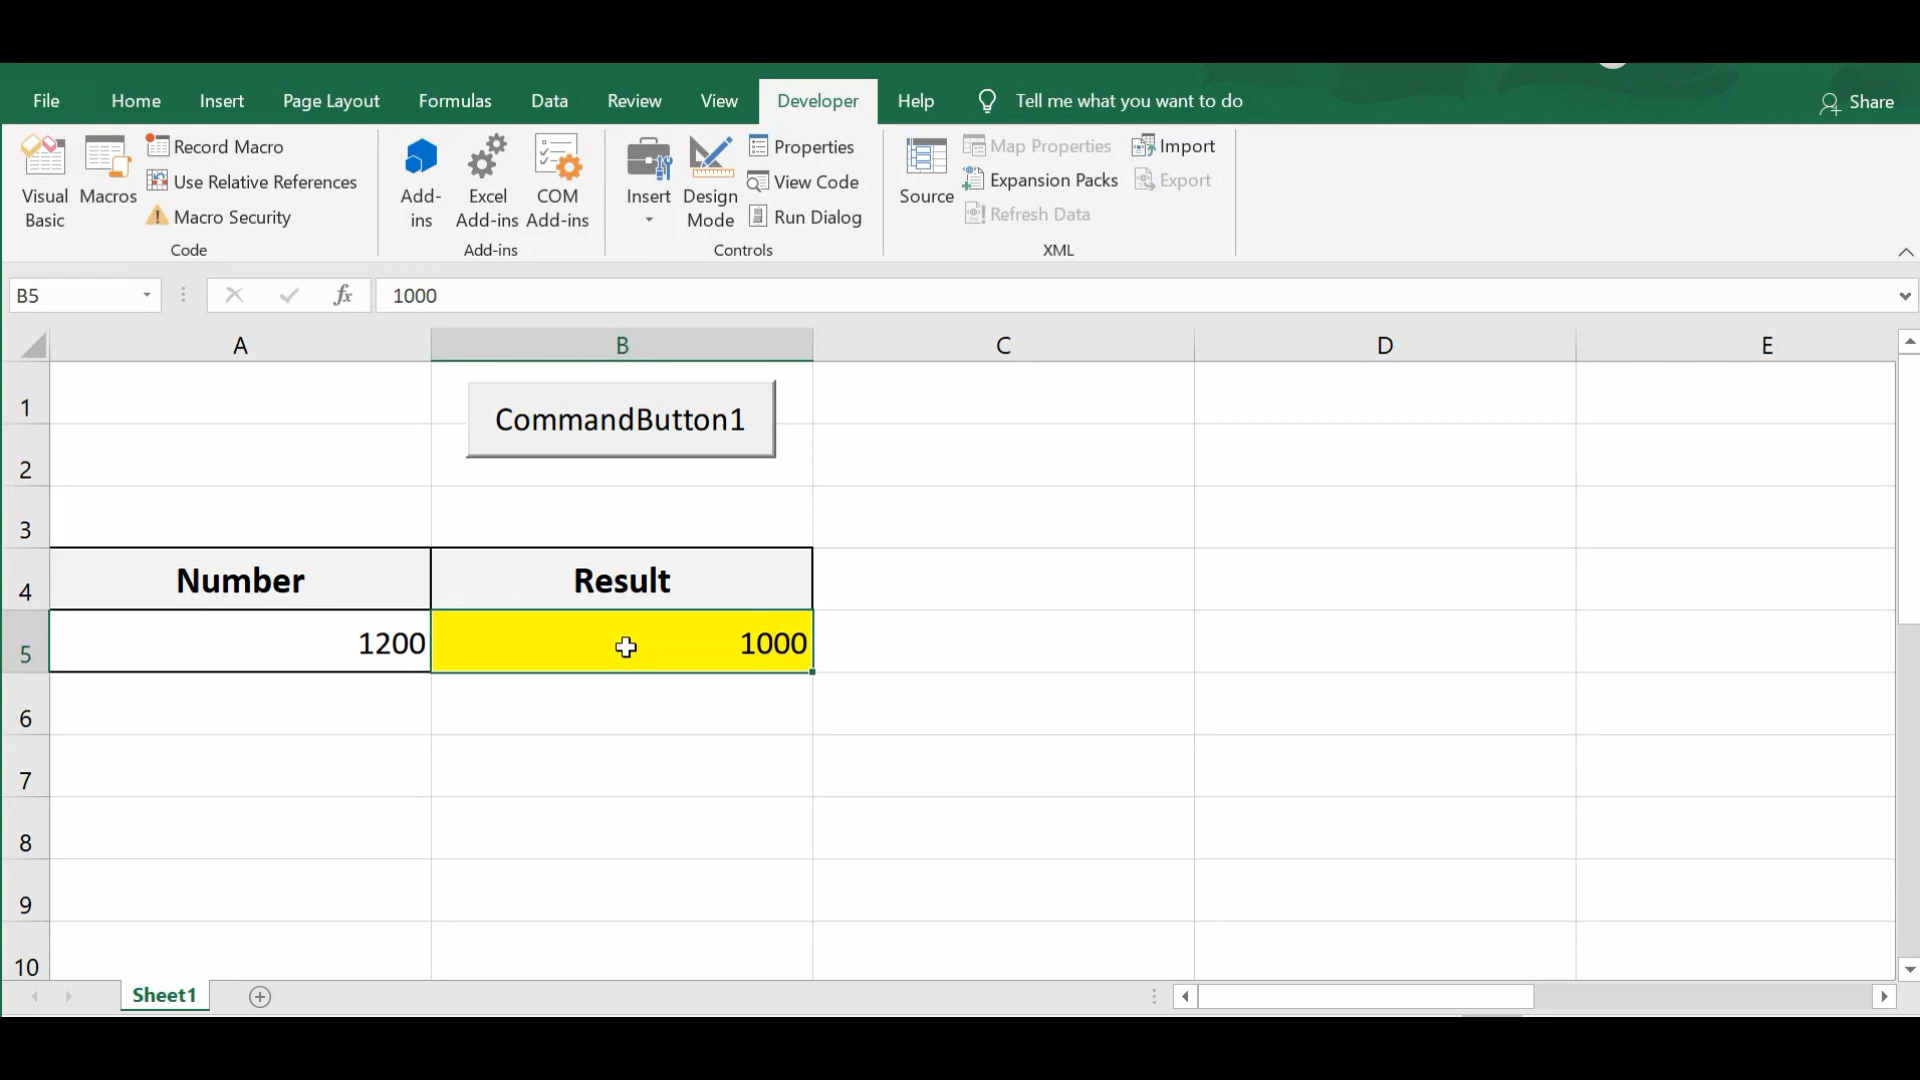 File Home Insert Page Layout Formulas Data Review View Developer Help Tell me what you want to do Share
Visual Basic
Macros
Record Macro
Use Relative References
Macro Security
Code
Add-ins
Excel Add-ins
COM Add-ins
Add-ins
Insert
Design Mode
Properties
View Code
Run Dialog
Controls
Source
Map Properties
Expansion Packs
Refresh Data
Import
Export
XML
B5 fx 1000
A B C D E
1
CommandButton1
2
3
4 Number Result
5 1200 1000
6
7
8
9
10
Sheet1